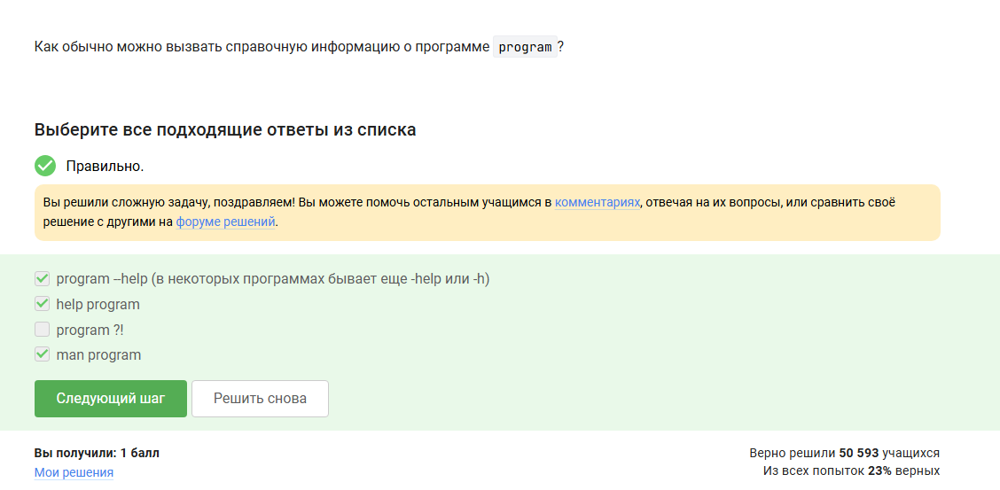 Как обычно можно вызвать справочную информацию о программе program?
Выберите все подходящие ответы из списка
Правильно.
Вы решили сложную задачу, поздравляем! Вы можете помочь остальным учащимся в комментариях, отвечая на их вопросы, или сравнить своё
решение с другими на форуме решений.
program –help (в некоторых программах бывает еще -help или -h)
help program
program ?!
man program
Следующий шаг
Решить снова
Вы получили: 1 балл
Мои решения
Верно решили 50 593 учащихся
Из всех попыток 23% верных